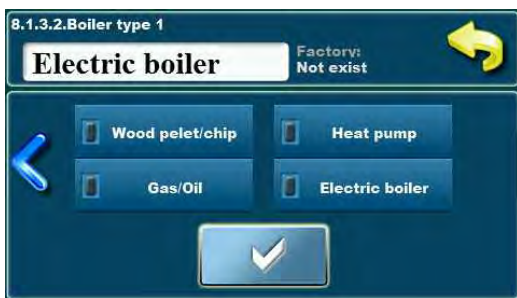 8.1.3.2.Boiler type 1
Electric boiler
Factory:
Not exist
Wood pelet/chip
Heat pump
Gas/Oil
Electric boiler